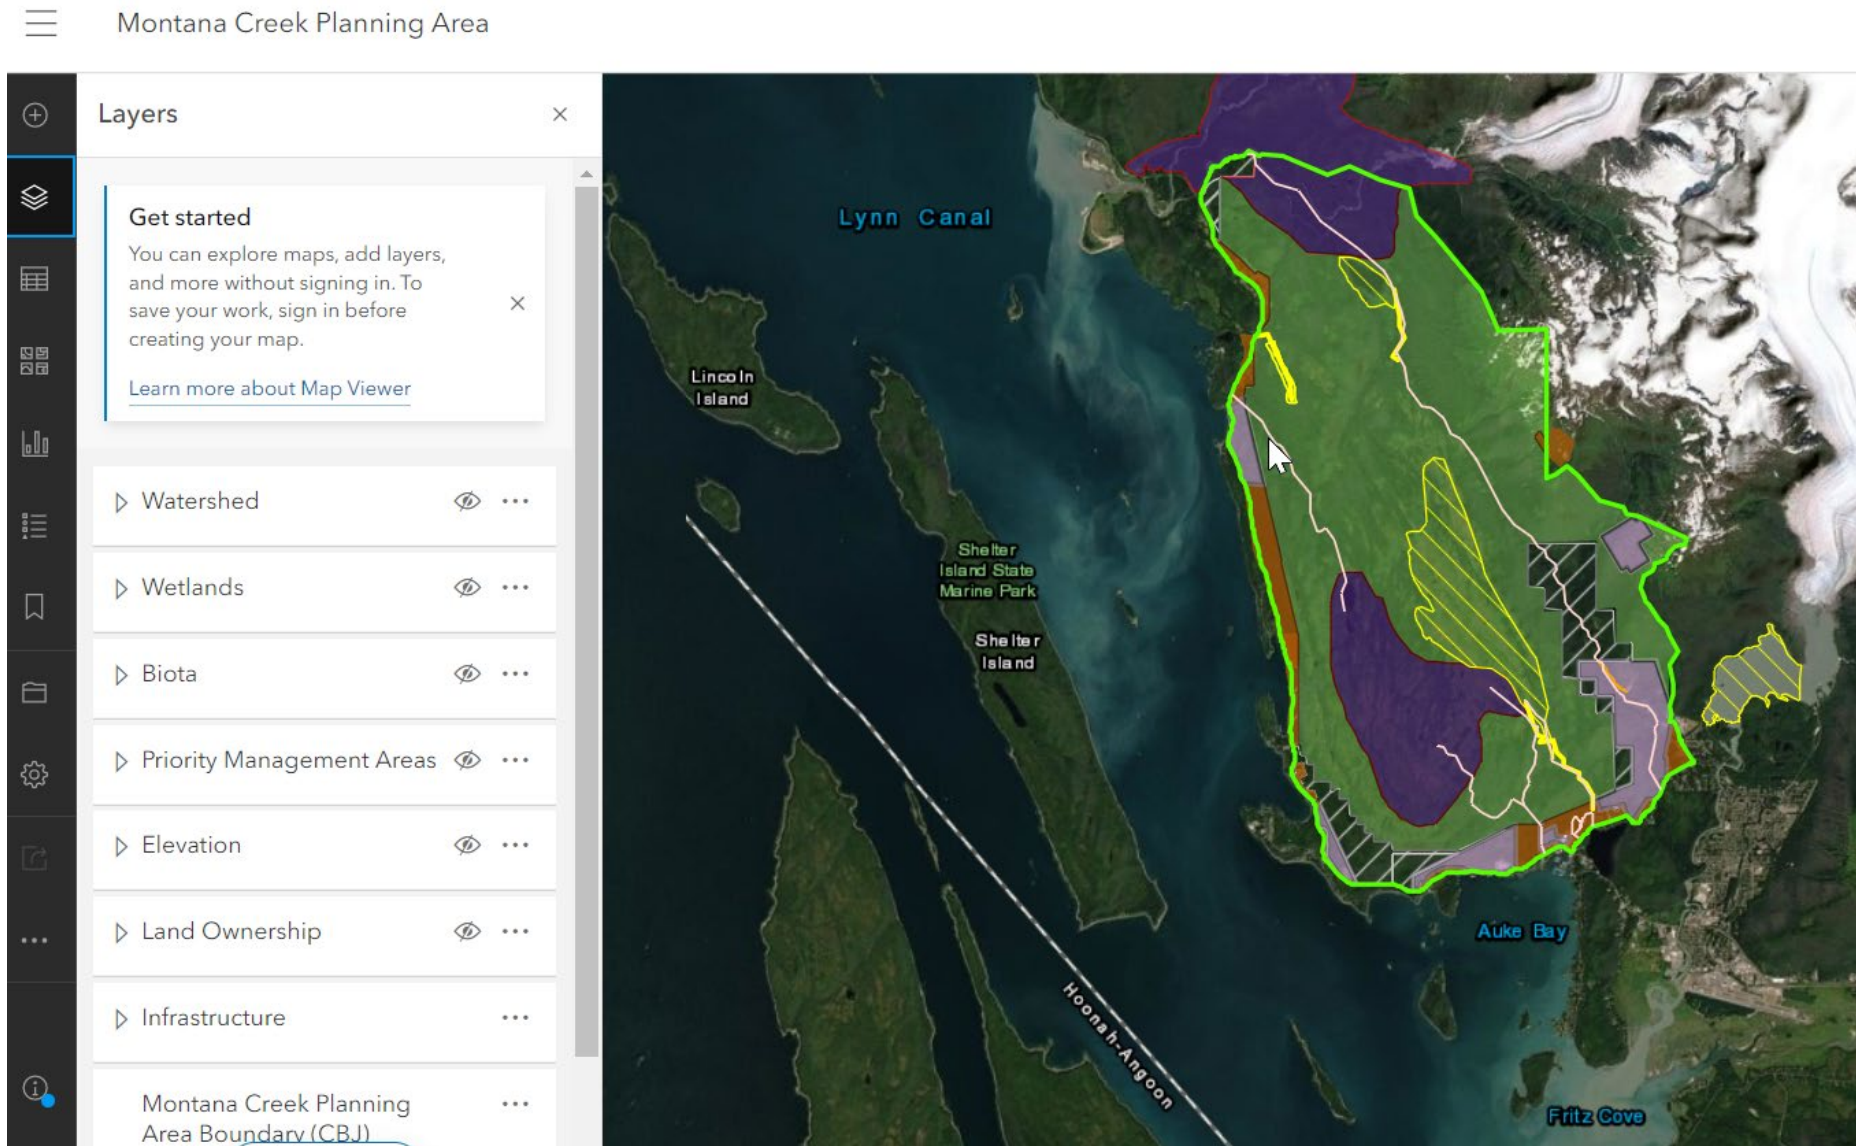 Montana Creek Planning Area
Layers
Get started
You can explore maps, add layers,
and more without signing in. To
save your work, sign in before
creating your map.
Learn more about Map Viewer
Watershed
Wetlands
Biota
Priority Management Areas
Elevation
Land Ownership
Infrastructure
Montana Creek Planning
Area Boundary (CBJ)
Lynn Canal
Lincoln
Island
Shelter
Island State
Marine Park
Shelter
Island
Hoonah-Angoon
Auke Bay
Fritz Cove